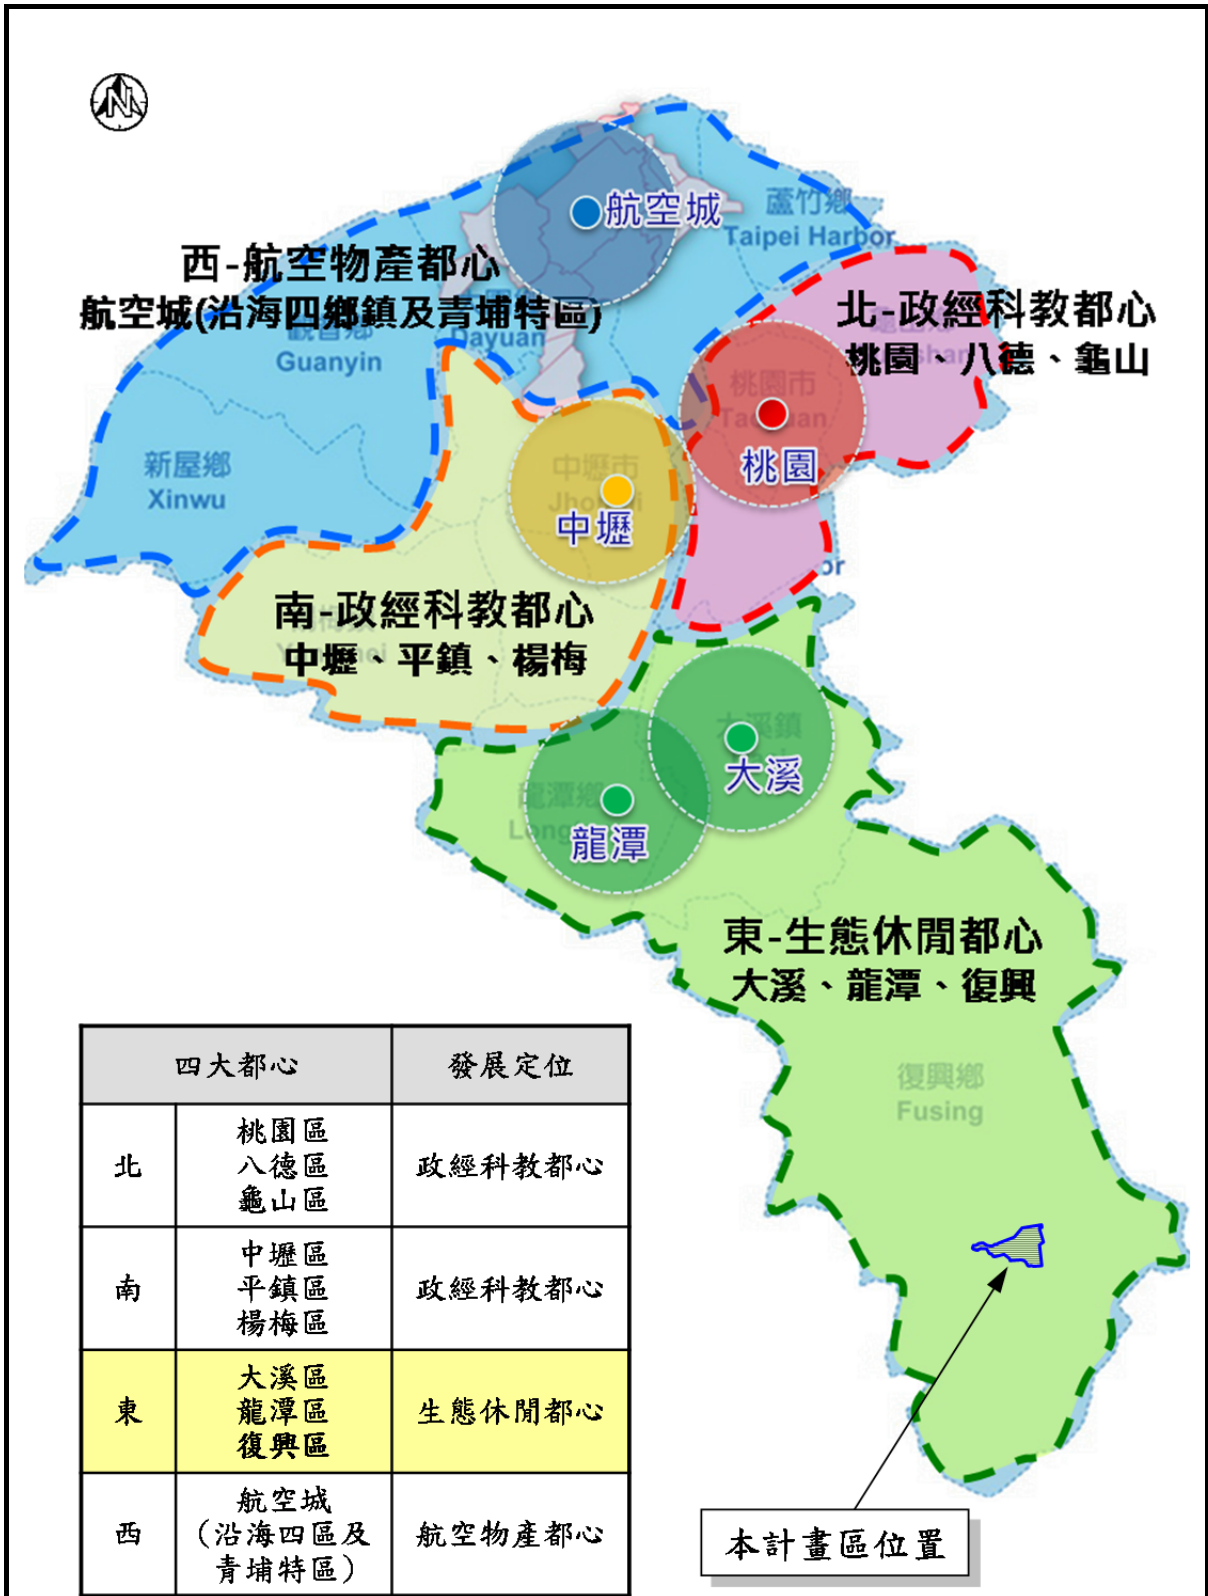 N
航空城
蘆竹鄉
Taipei Harbor
西-航空物產都心
航空城(沿海四鄉鎮及青埔特區)
Dayuan
觀音鄉
Guanyin
北-政經科教都心
桃園、八德、龜山
桃園市
桃園
新屋鄉
Xinwu
中壢市
中壢
南-政經科教都心
中壢、平鎮、楊梅
大溪鎮
大溪
龍潭鄉
龍潭
東-生態休閒都心
大溪、龍潭、復興
復興鄉
Fusing
四大都心 發展定位
北 桃園區 八德區 龜山區 政經科教都心
南 中壢區 平鎮區 楊梅區 政經科教都心
東 大溪區 龍潭區 復興區 生態休閒都心
西 航空城 (沿海四區及 青埔特區) 航空物產都心
本計畫區位置